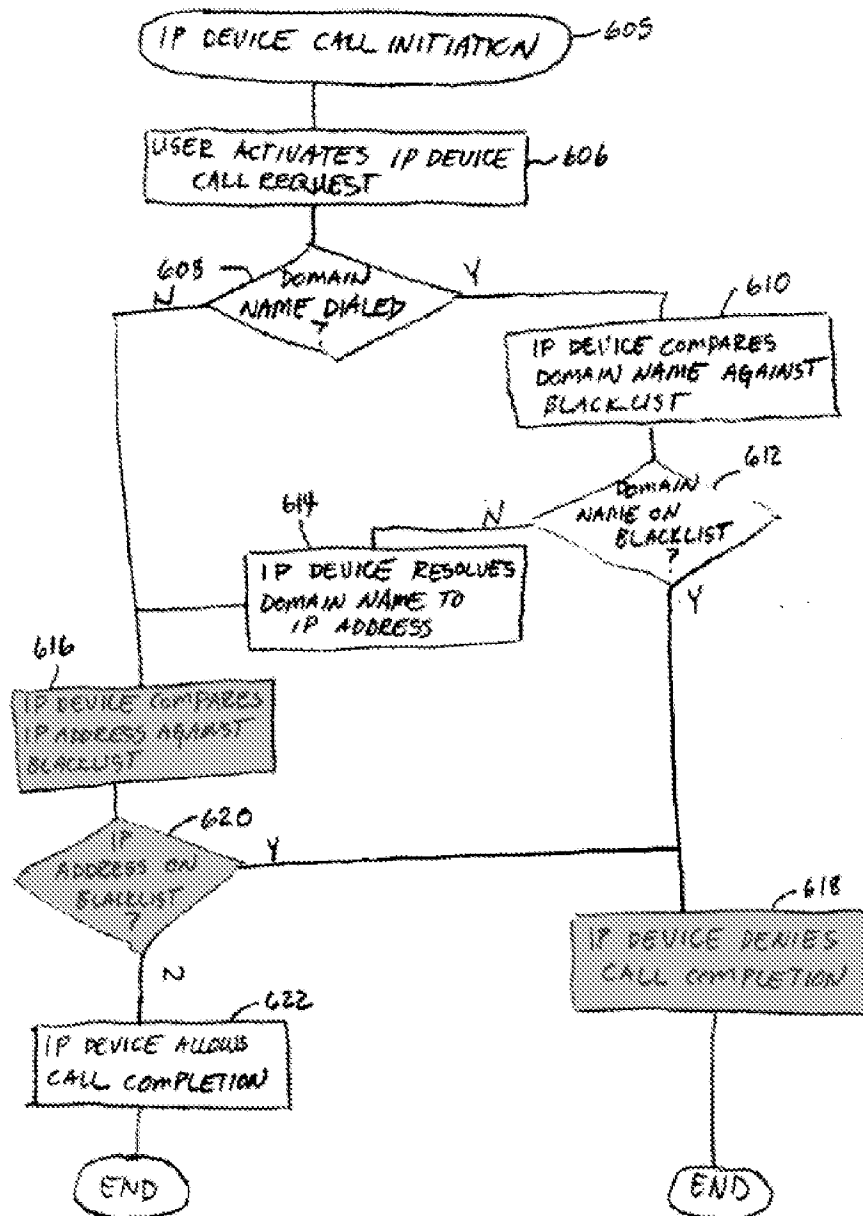 IP DEVICE CALL INITIATION
605
USER ACTIVATES IP DEVICE
CALL REQUEST
606
608
DOMAIN
NAME DIALED
?
N
Y
610
IP DEVICE COMPARES
DOMAIN NAME AGAINST
BLACKLIST
612
DOMAIN
NAME ON
BLACKLIST
?
N
Y
614
IP DEVICE RESOLVES
DOMAIN NAME TO
IP ADDRESS
616
IP DEVICE COMPARES
IP ADDRESS AGAINST
BLACKLIST
620
IP
ADDRESS ON
BLACKLIST
?
Y
N
618
IP DEVICE DENIES
CALL COMPLETION
622
IP DEVICE ALLOWS
CALL COMPLETION
END
END